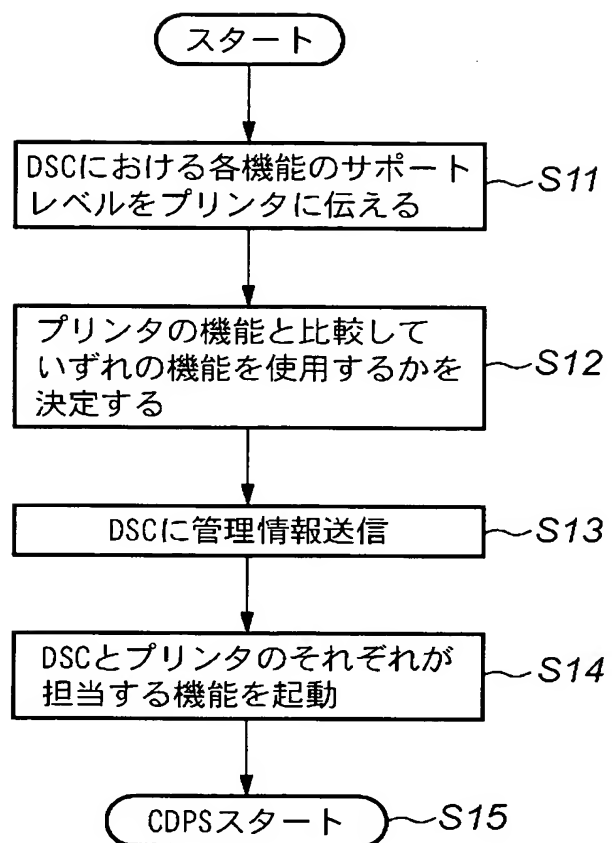 スタート
DSCにおける各機能のサポート
レベルをプリンタに伝える
S11
プリンタの機能と比較して
いずれの機能を使用するかを
決定する
S12
DSCに管理情報送信
S13
DSCとプリンタのそれぞれが
担当する機能を起動
S14
CDPSスタート
S15